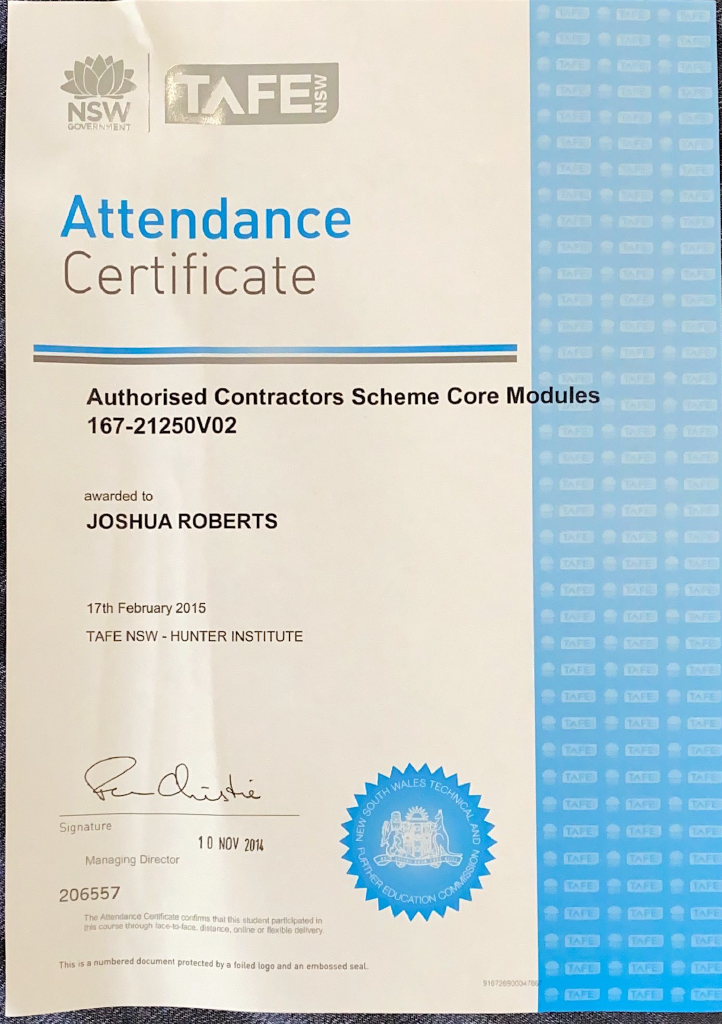 NSW
GOVERNMENT
TAFE NSW
Attendance
Certificate
Authorised Contractors Scheme Core Modules
167-21250V02
awarded to
JOSHUA ROBERTS
17th February 2015
TAFE NSW - HUNTER INSTITUTE
Signature
10 NOV 2014
Managing Director
206557
NEW SOUTH WALES TECHNICAL AND FURTHER EDUCATION COMMISSION
The Attendance Certificate confirms that this student participated in
this course through face-to-face, distance, online or flexible delivery.
This is a numbered document protected by a foiled logo and an embossed seal.